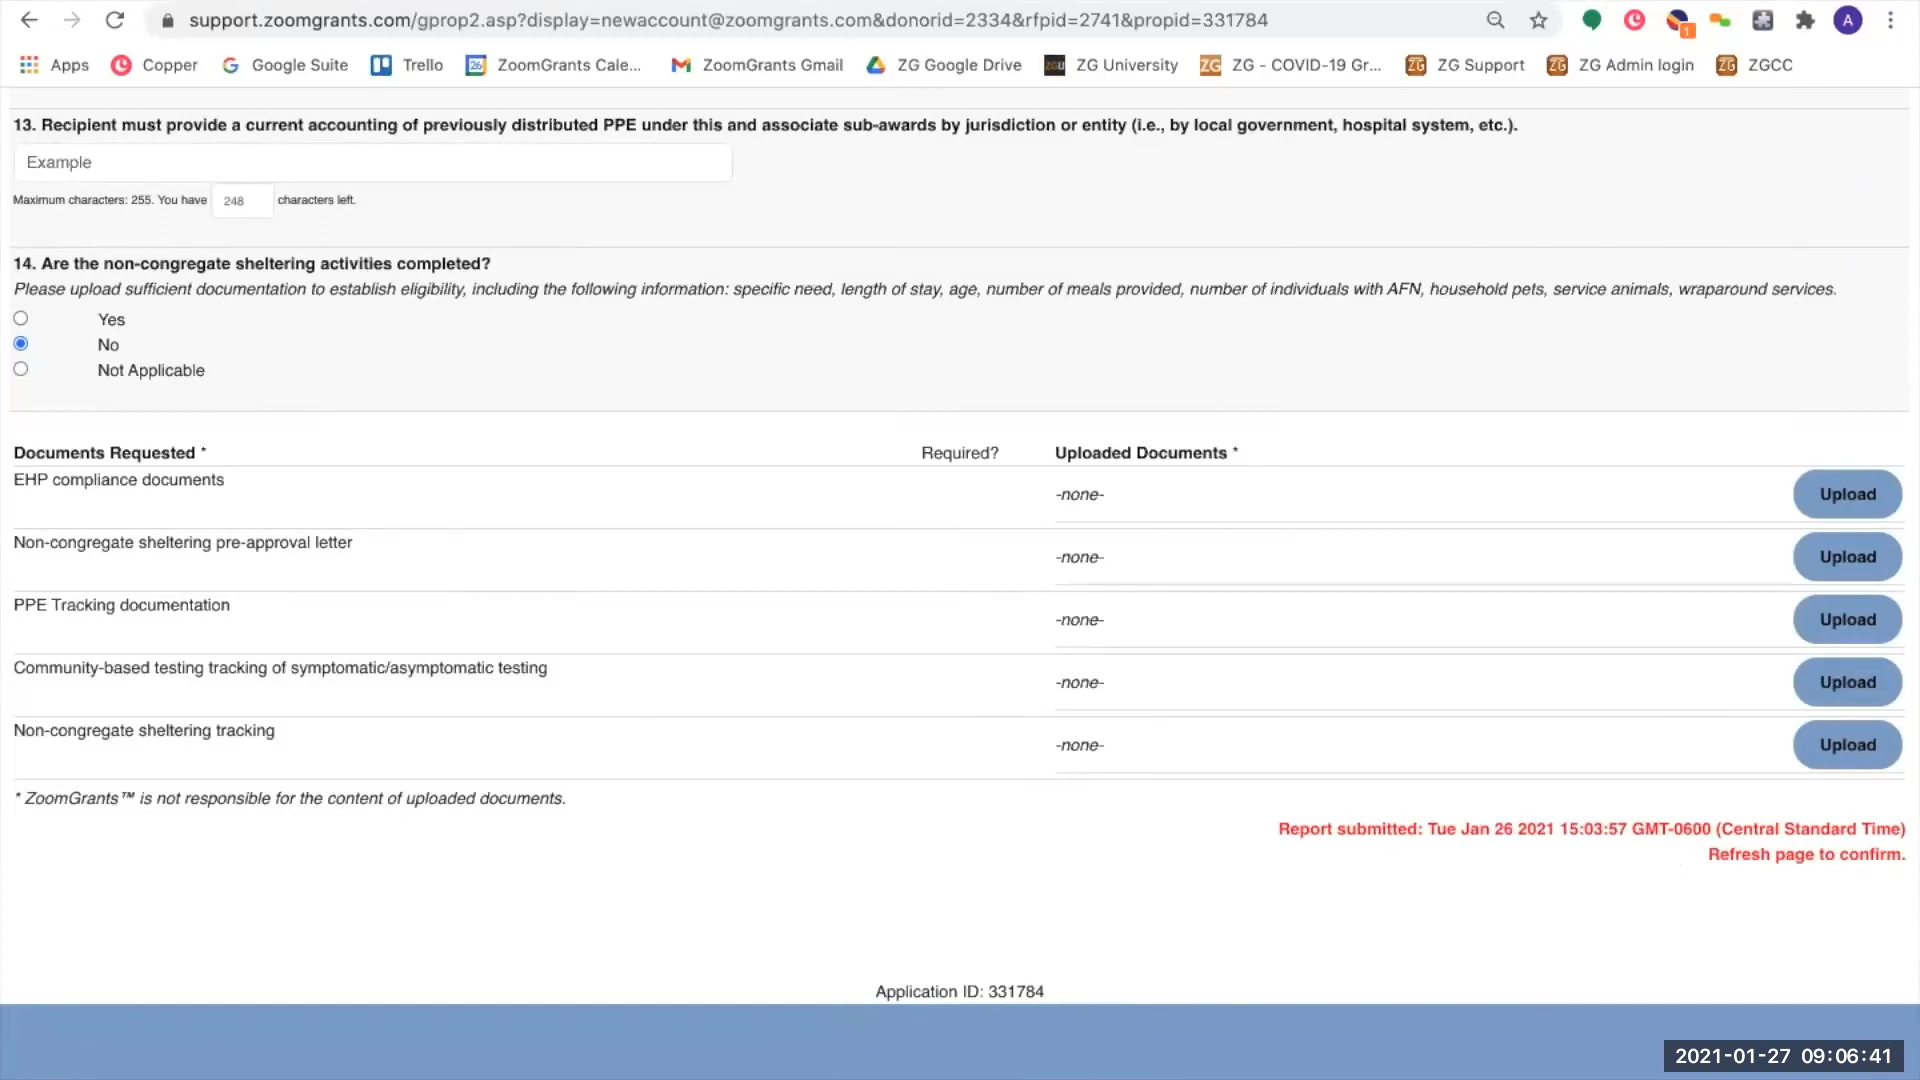 support.zoomgrants.com/gprop2.asp?display=newaccount@zoomgrants.com&donorid=2334&rfpid=2741&propid=331784
1
A
Apps
Copper
Google Suite
Trello
26
ZoomGrants Cale...
ZoomGrants Gmail
ZG Google Drive
ZGU
ZG University
ZG
ZG - COVID-19 Gr...
ZG
ZG Support
ZG
ZG Admin login
ZG
ZGCC
13. Recipient must provide a current accounting of previously distributed PPE under this and associate sub-awards by jurisdiction or entity (i.e., by local government, hospital system, etc.).
Example
Maximum characters: 255. You have 248 characters left.
14. Are the non-congregate sheltering activities completed?
Please upload sufficient documentation to establish eligibility, including the following information: specific need, length of stay, age, number of meals provided, number of individuals with AFN, household pets, service animals, wraparound services.
Yes
No
Not Applicable
Documents Requested * Required? Uploaded Documents *
EHP compliance documents
-none- Upload
Non-congregate sheltering pre-approval letter
-none- Upload
PPE Tracking documentation
-none- Upload
Community-based testing tracking of symptomatic/asymptomatic testing
-none- Upload
Non-congregate sheltering tracking
-none- Upload
* ZoomGrants™ is not responsible for the content of uploaded documents.
Report submitted: Tue Jan 26 2021 15:03:57 GMT-0600 (Central Standard Time)
Refresh page to confirm.
Application ID: 331784
2021-01-27 09:06:41